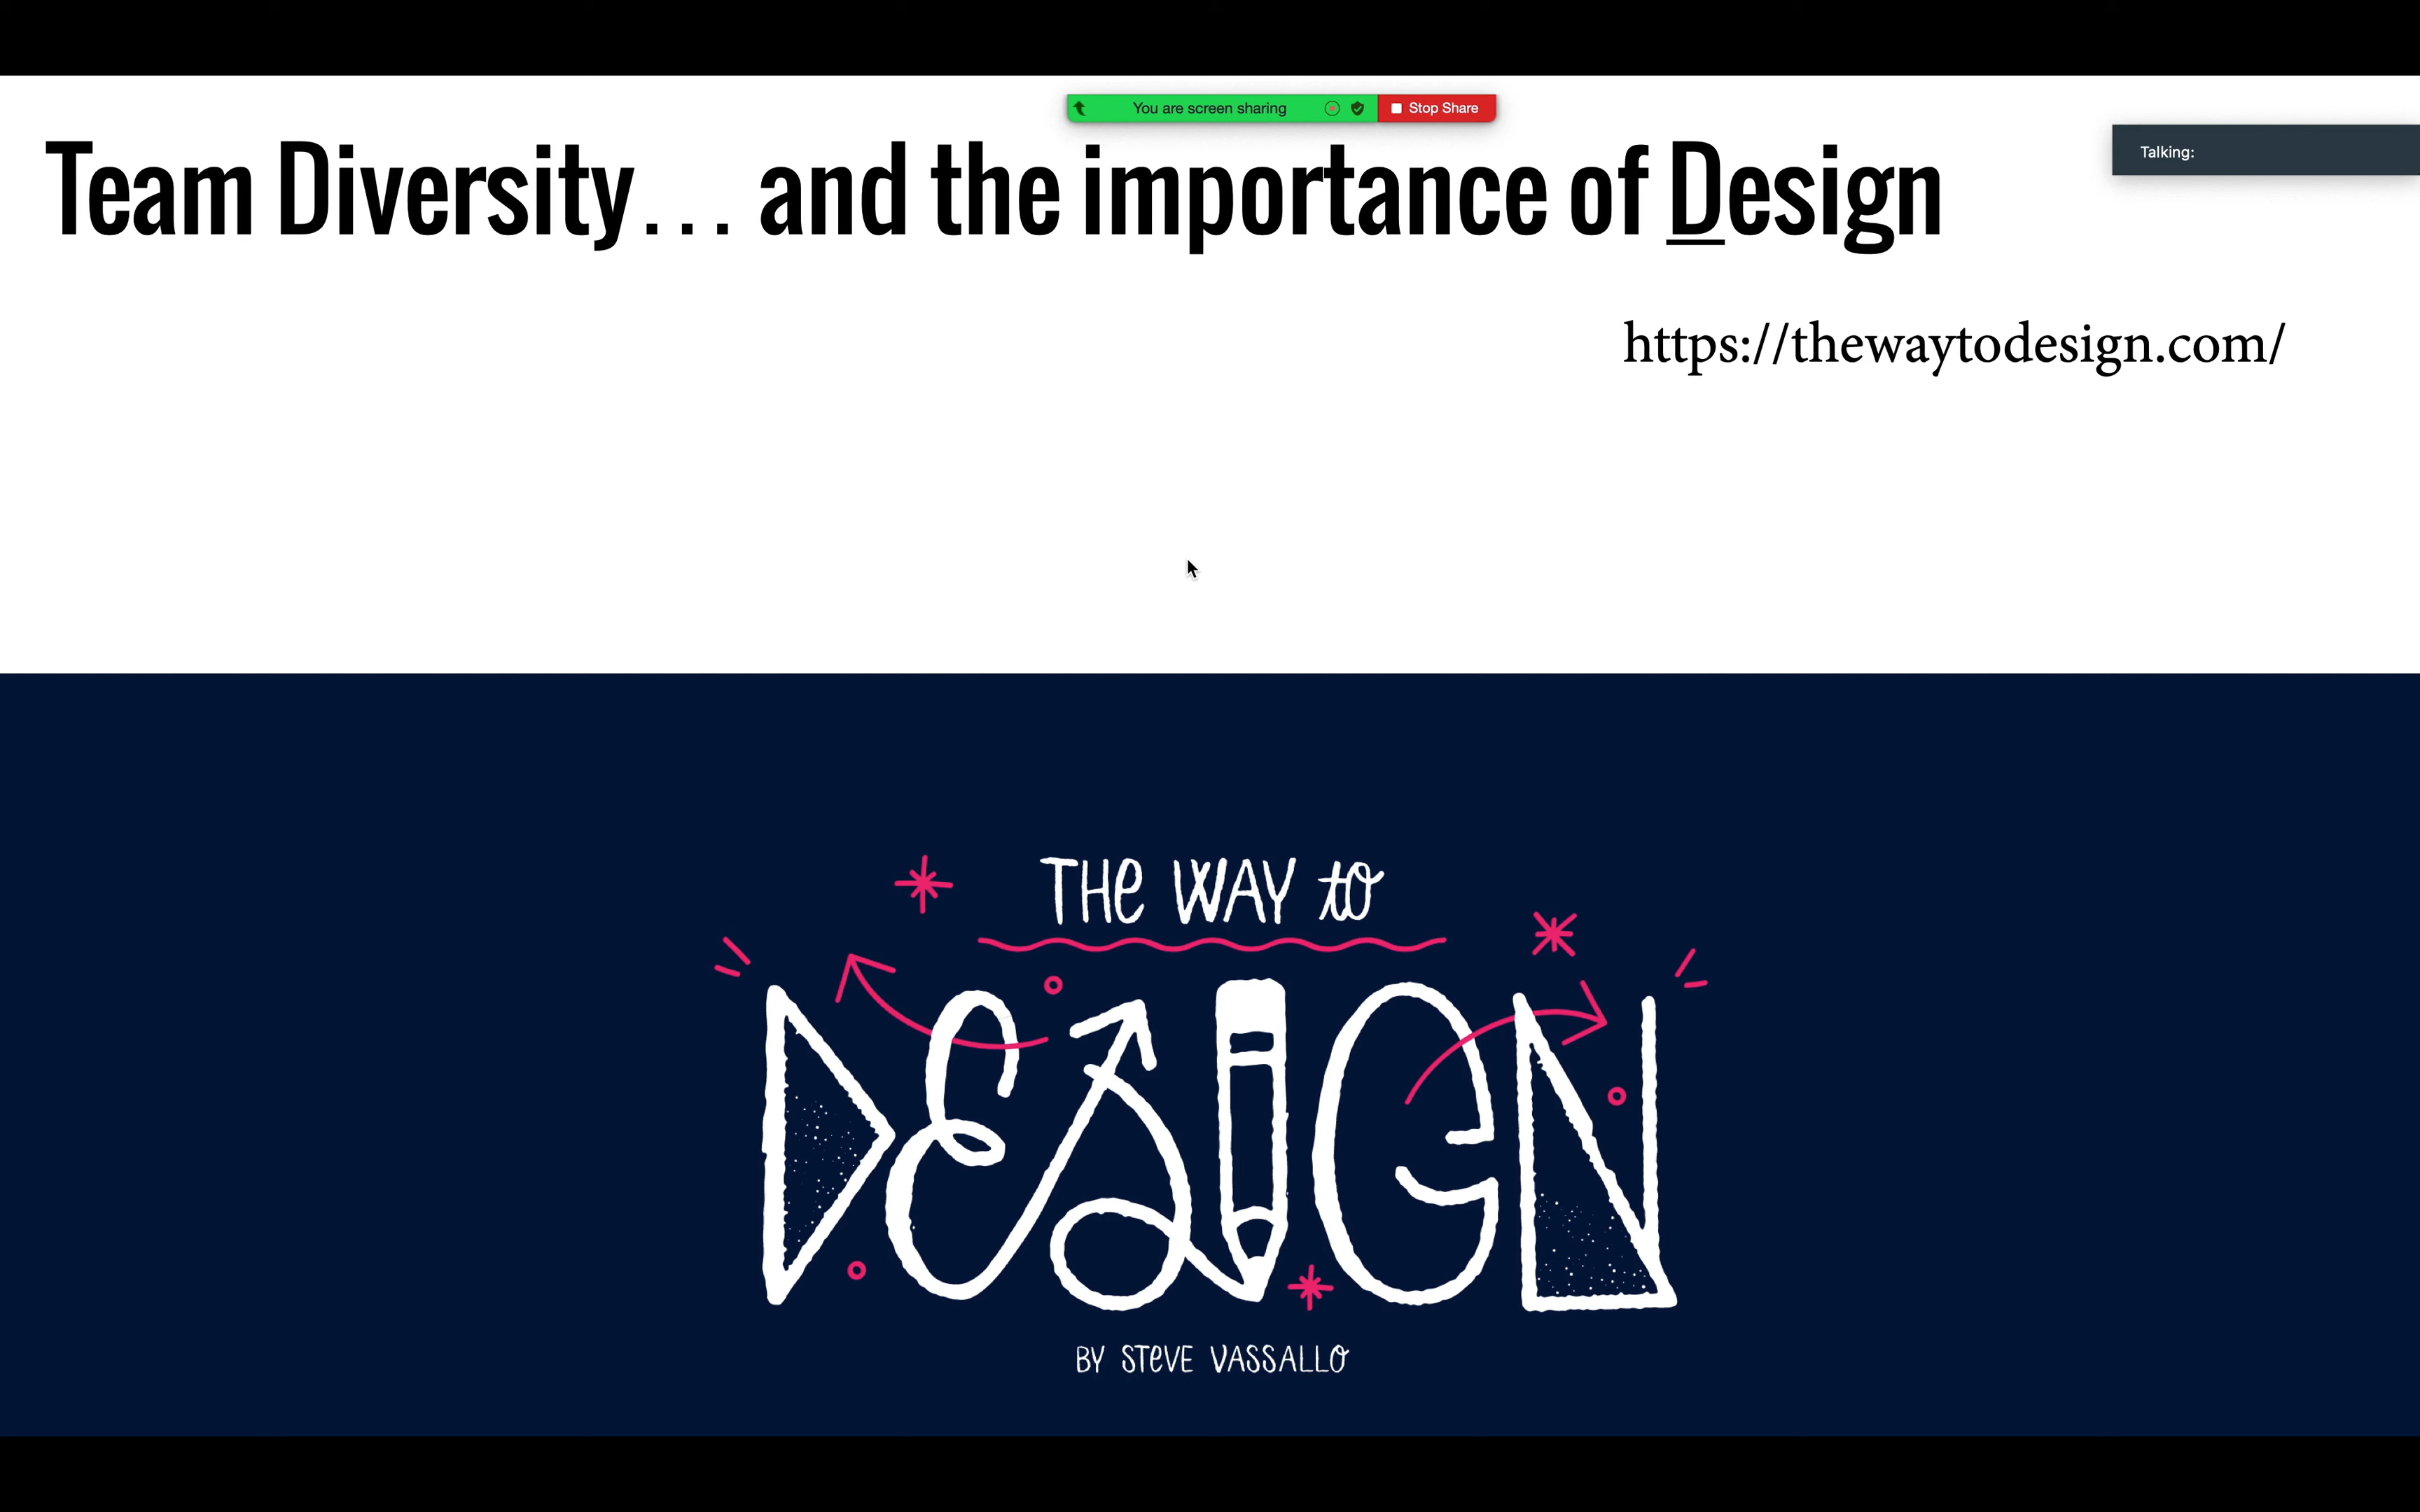 You are screen sharing
Stop Share
Talking:
Team Diversity... and the importance of Design
https://thewaytodesign.com/
THE WAY to
DESIGN
BY STEVE VASSALLO